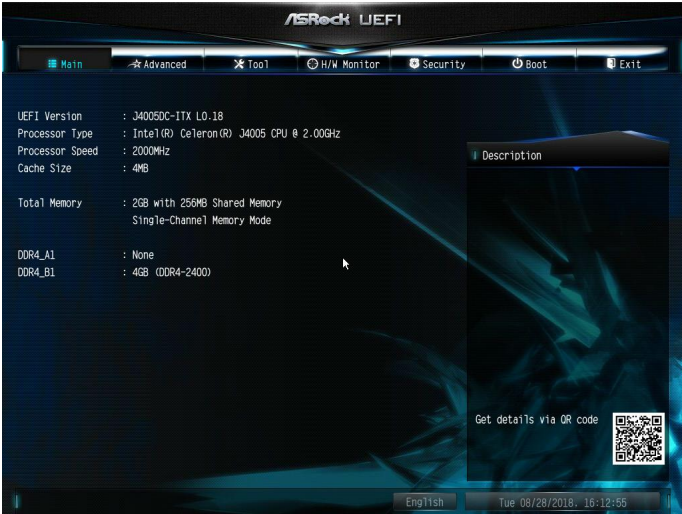 ASRock UEFI
Main Advanced Tool H/W Monitor Security Boot Exit
UEFI Version : J4005DC-ITX L0.18
Processor Type : Intel(R) Celeron(R) J4005 CPU @ 2.00GHz
Processor Speed : 2000MHz
Cache Size : 4MB
Total Memory : 2GB with 256MB Shared Memory
Single-Channel Memory Mode
DDR4_A1 : None
DDR4_B1 : 4GB (DDR4-2400)
Description
Get details via QR code
English Tue 08/28/2018. 16:12:55